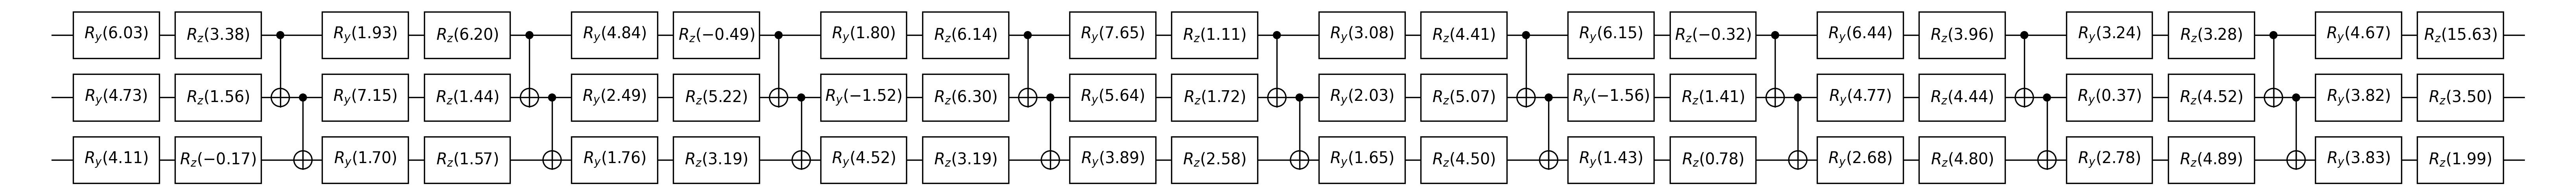 R_y(6.03) R_z(3.38) R_y(1.93) R_z(6.20) R_y(4.84) R_z(−0.49) R_y(1.80) R_z(6.14) R_y(7.65) R_z(1.11) R_y(3.08) R_z(4.41) R_y(6.15) R_z(−0.32) R_y(6.44) R_z(3.96) R_y(3.24) R_z(3.28) R_y(4.67) R_z(15.63)
R_y(4.73) R_z(1.56) R_y(7.15) R_z(1.44) R_y(2.49) R_z(5.22) R_y(−1.52) R_z(6.30) R_y(5.64) R_z(1.72) R_y(2.03) R_z(5.07) R_y(−1.56) R_z(1.41) R_y(4.77) R_z(4.44) R_y(0.37) R_z(4.52) R_y(3.82) R_z(3.50)
R_y(4.11) R_z(−0.17) R_y(1.70) R_z(1.57) R_y(1.76) R_z(3.19) R_y(4.52) R_z(3.19) R_y(3.89) R_z(2.58) R_y(1.65) R_z(4.50) R_y(1.43) R_z(0.78) R_y(2.68) R_z(4.80) R_y(2.78) R_z(4.89) R_y(3.83) R_z(1.99)